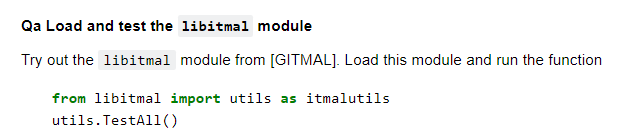 Qa Load and test the libitmal module
Try out the libitmal module from [GITMAL]. Load this module and run the function
from libitmal import utils as itmalutils
utils.TestAll()